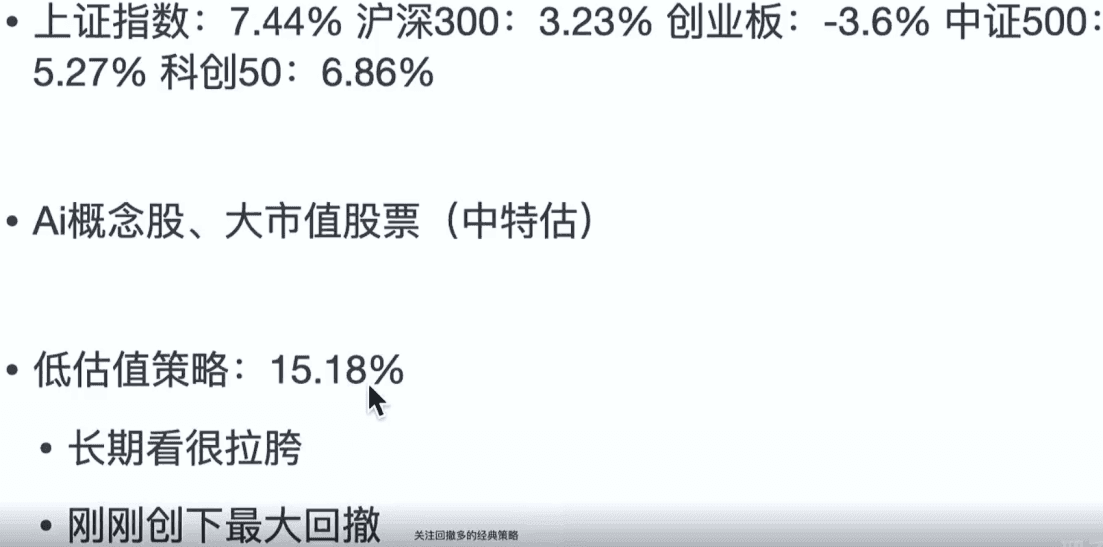 • 上证指数：7.44% 沪深300：3.23% 创业板：-3.6% 中证500：
5.27% 科创50：6.86%
• Ai概念股、大市值股票（中特估）
• 低估值策略：15.18%
• 长期看很拉胯
• 刚刚创下最大回撤
关注回撤多的经典策略